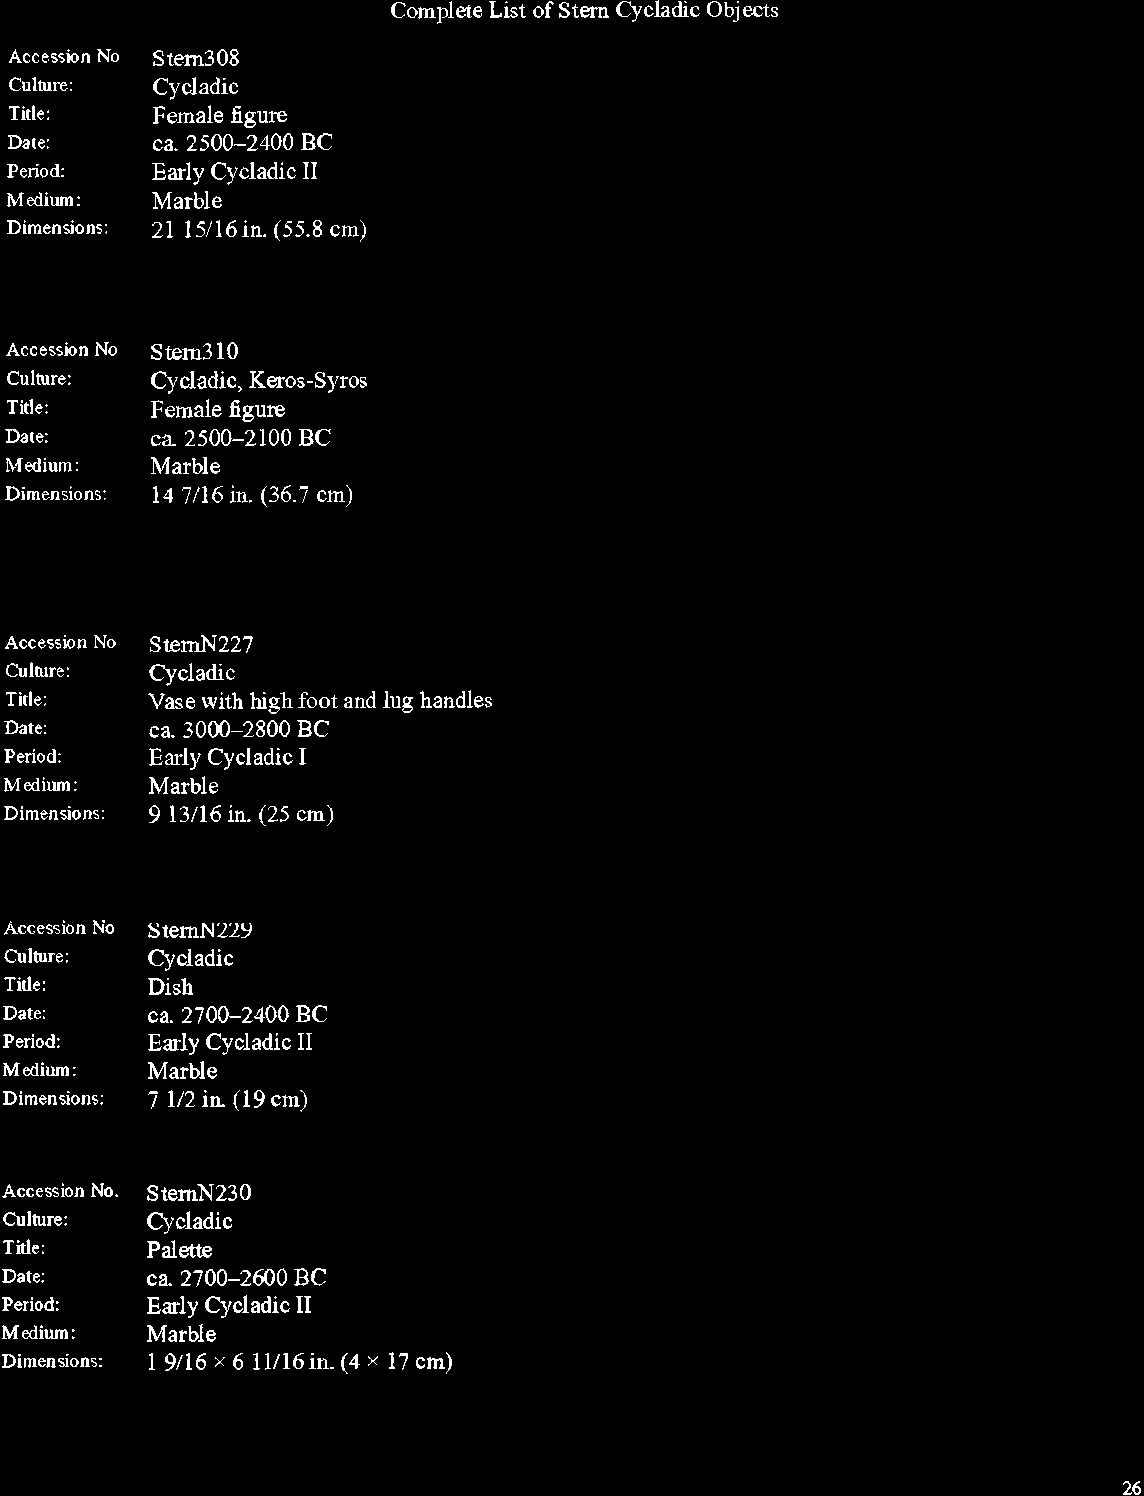 Complete List of Stern Cycladic Objects
Accession No Stern308
Culture: Cycladic
Title: Female figure
Date: ca. 2500–2400 BC
Period: Early Cycladic II
Medium: Marble
Dimensions: 21 15/16 in. (55.8 cm)
Accession No Stern310
Culture: Cycladic, Keros-Syros
Title: Female figure
Date: ca. 2500–2100 BC
Medium: Marble
Dimensions: 14 7/16 in. (36.7 cm)
Accession No SternN227
Culture: Cycladic
Title: Vase with high foot and lug handles
Date: ca. 3000–2800 BC
Period: Early Cycladic I
Medium: Marble
Dimensions: 9 13/16 in. (25 cm)
Accession No SternN229
Culture: Cycladic
Title: Dish
Date: ca. 2700–2400 BC
Period: Early Cycladic II
Medium: Marble
Dimensions: 7 1/2 in. (19 cm)
Accession No. SternN230
Culture: Cycladic
Title: Palette
Date: ca. 2700–2600 BC
Period: Early Cycladic II
Medium: Marble
Dimensions: 1 9/16 × 6 11/16 in. (4 × 17 cm)
26